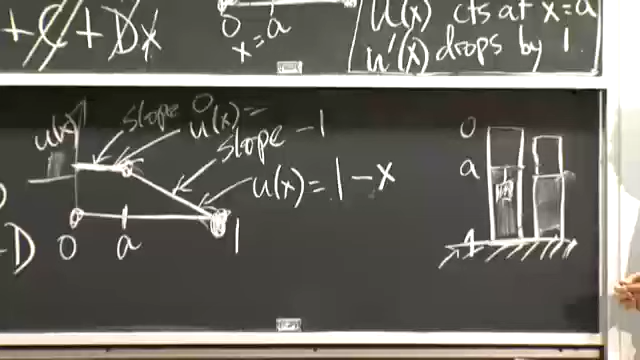 + C + Dx
0 a
x = a
u(x) cts at x = a
u'(x) drops by 1.
u(x)
slope 0
u(x) =
slope -1
u(x) = 1 - x
0 a 1
-D
0
a
1